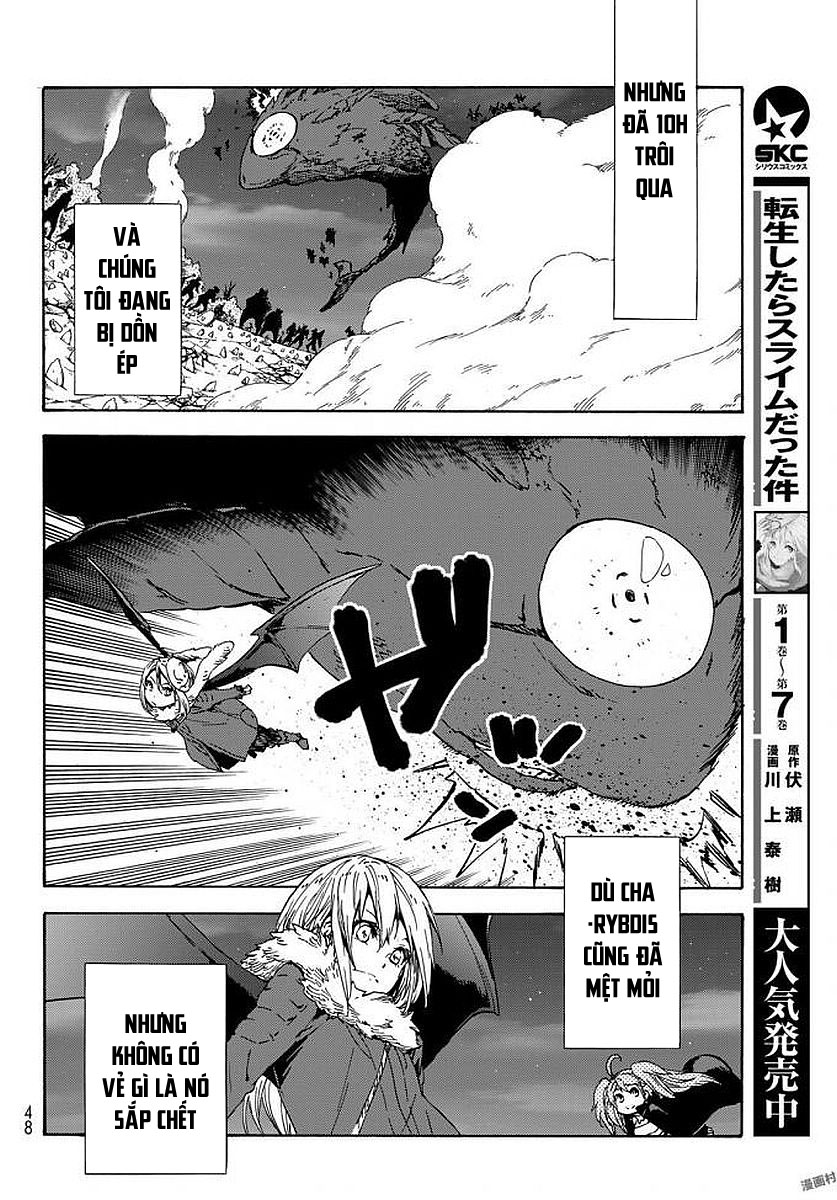 NHƯNG
ĐÃ 10H
TRÔI
QUA
VÀ
CHÚNG
TÔI ĐANG
BỊ DỒN
ÉP
DÙ CHA
-RYBDIS
CŨNG ĐÃ
MỆT MỎI
NHƯNG
KHÔNG CÓ
VẺ GÌ LÀ NÓ
SẮP CHẾT
SKC
シリウスコミックス
転生したらスライムだった件
第1巻~第7巻
原作 伏瀬
漫画 川上泰樹
大人気発売中
48
漫画村